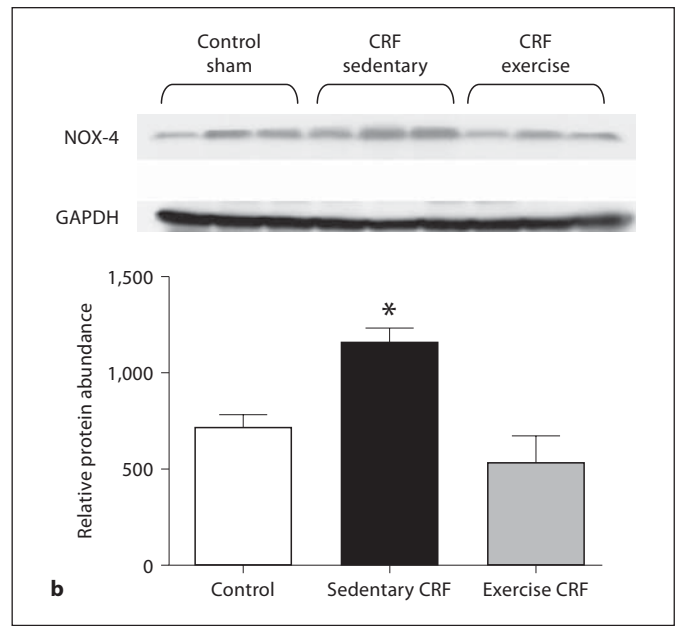 Control
sham
CRF
sedentary
CRF
exercise
NOX-4
GAPDH
1,500
1,000
500
0
Relative protein abundance
*
Control
Sedentary CRF
Exercise CRF
b